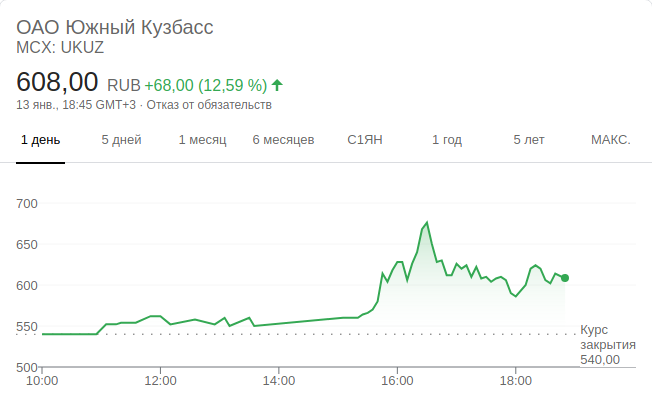 ОАО Южный Кузбасс
MCX: UKUZ
608,00 RUB +68,00 (12,59 %)
13 янв., 18:45 GMT+3 · Отказ от обязательств
1 день 5 дней 1 месяц 6 месяцев С1ЯН 1 год 5 лет МАКС.
700
650
600
550
Курс
закрытия
540,00
500
10:00 12:00 14:00 16:00 18:00